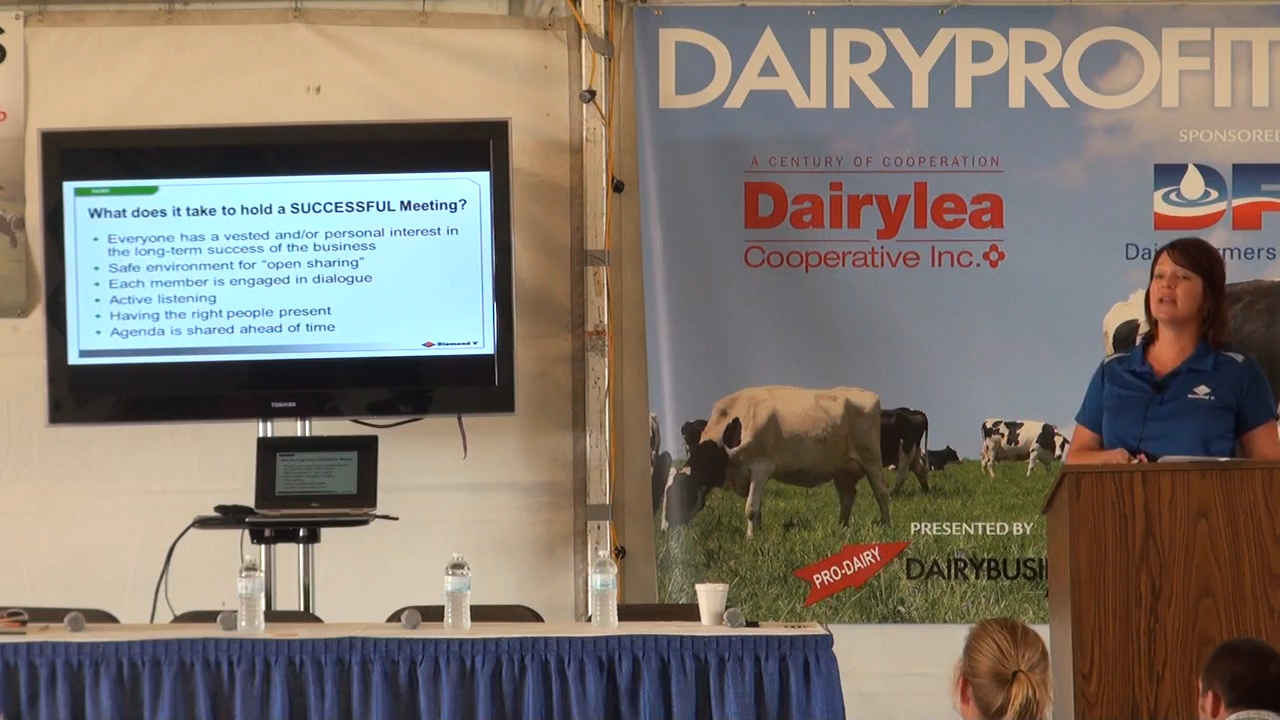 S
DAIRYPROFIT
SPONSORED
A CENTURY OF COOPERATION
Dairylea
Cooperative Inc.
DF
What does it take to hold a SUCCESSFUL Meeting?
• Everyone has a vested and/or personal interest in
the long-term success of the business
• Safe environment for "open sharing"
• Each member is engaged in dialogue
• Active listening
• Having the right people present
• Agenda is shared ahead of time
Diamond V
TOSHIBA
PRESENTED BY
PRO-DAIRY
DAIRYBUSI